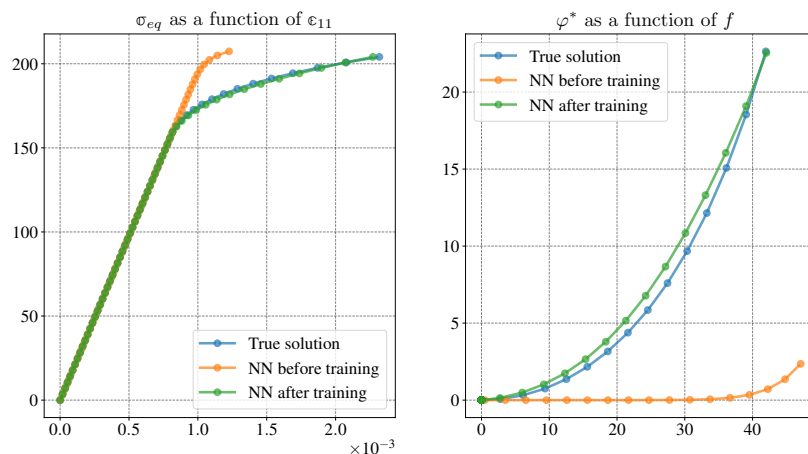 σ_eq as a function of ε₁₁
200
150
100
50
0
0.0 0.5 1.0 1.5 2.0
×10⁻³
True solution
NN before training
NN after training
φ* as a function of f
True solution
NN before training
NN after training
20
15
10
5
0
0 10 20 30 40